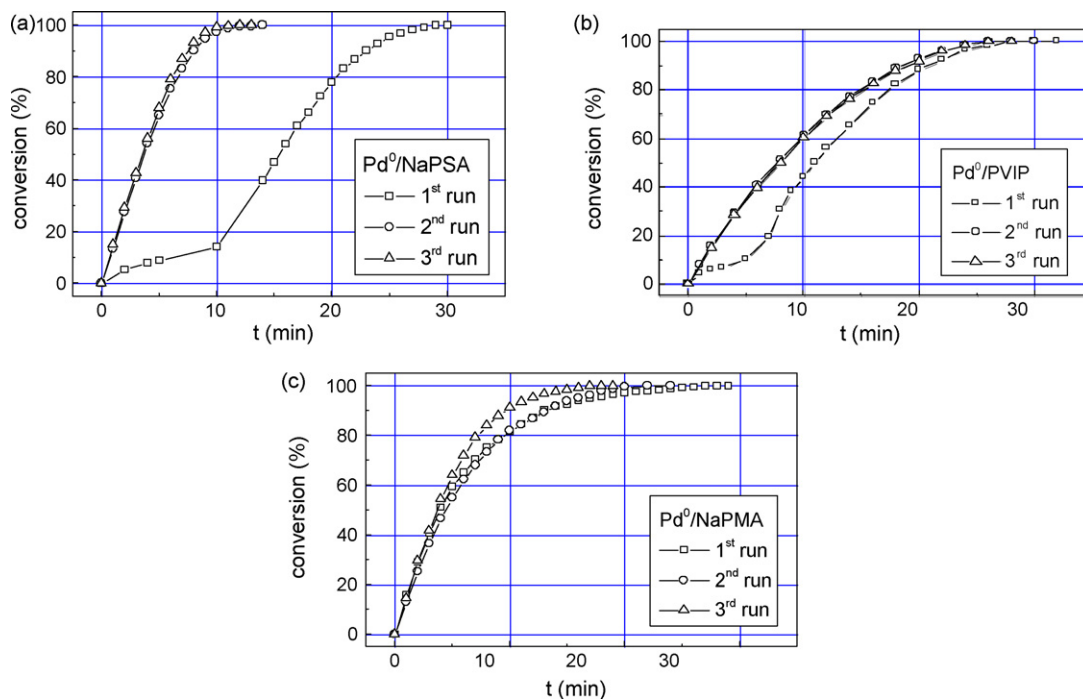 (a)
100
80
60
40
20
0
conversion (%)
Pd⁰/NaPSA
1ˢᵗ run
2ⁿᵈ run
3ʳᵈ run
0 10 20 30
t (min)
(b)
100
80
60
40
20
0
conversion (%)
Pd⁰/PVIP
1ˢᵗ run
2ⁿᵈ run
3ʳᵈ run
0 10 20 30
t (min)
(c)
100
80
60
40
20
0
conversion (%)
Pd⁰/NaPMA
1ˢᵗ run
2ⁿᵈ run
3ʳᵈ run
0 10 20 30
t (min)